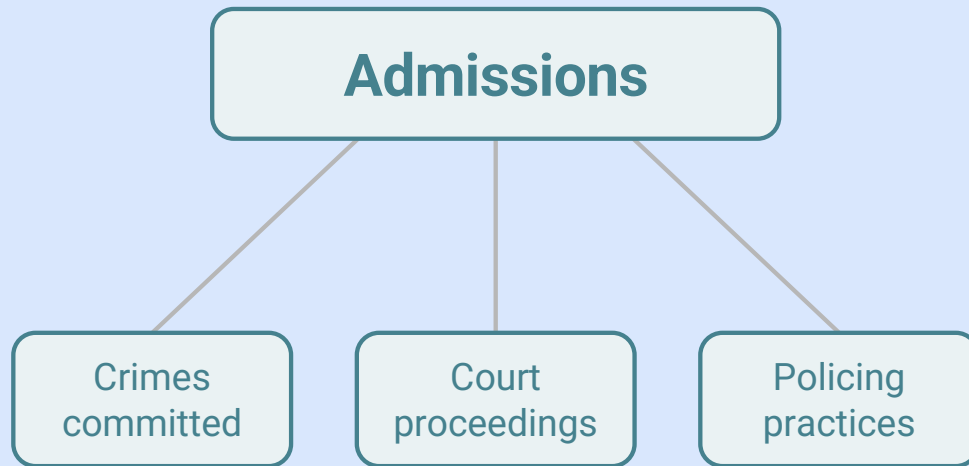 Admissions
Crimes
committed
Court
proceedings
Policing
practices